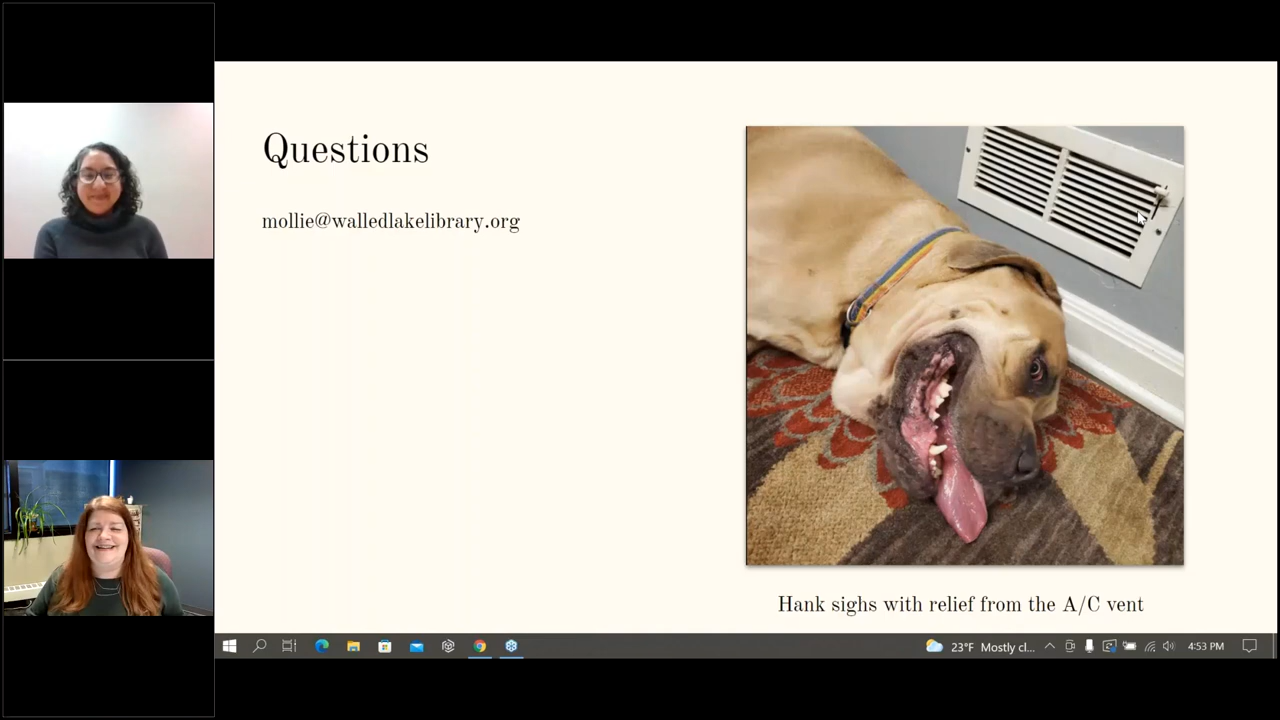 Questions
mollie@walledlakelibrary.org
Hank sighs with relief from the A/C vent
23°F Mostly cl...
4:53 PM